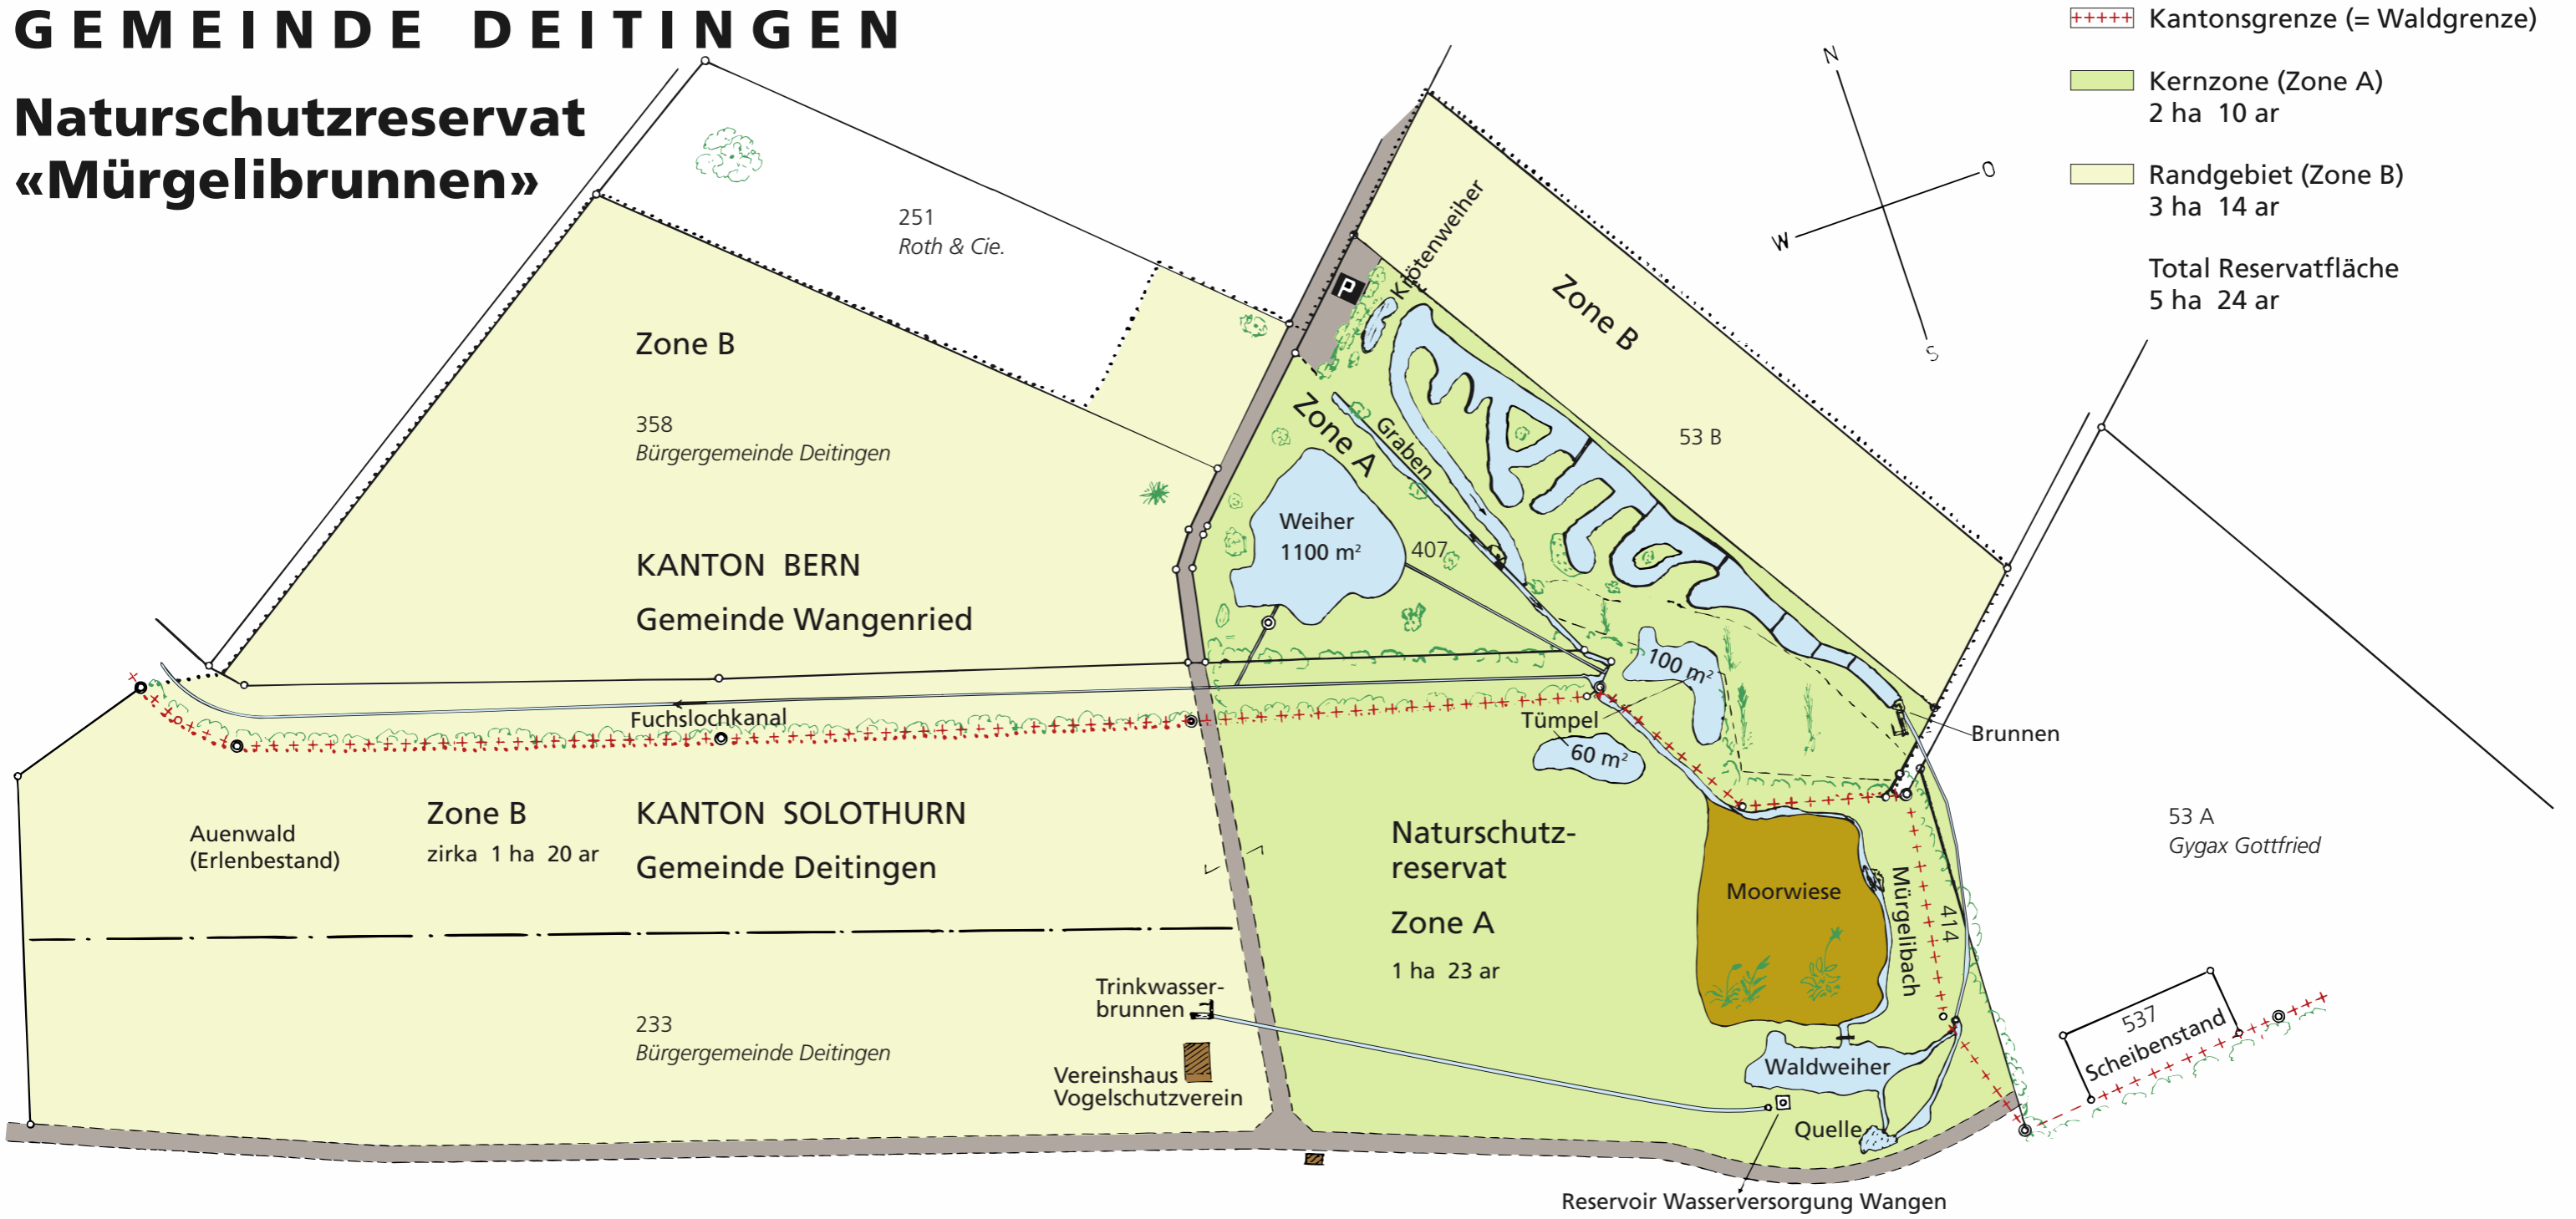 GEMEINDE DEITINGEN
Naturschutzreservat
«Mürgelibrunnen»
+++++ Kantonsgrenze (= Waldgrenze)
Kernzone (Zone A)
2 ha 10 ar
Randgebiet (Zone B)
3 ha 14 ar
Total Reservatfläche
5 ha 24 ar
N
O
W
S
251
Roth & Cie.
Zone B
358
Bürgergemeinde Deitingen
KANTON BERN
Gemeinde Wangenried
P
Krötenweiher
Zone B
53 B
Zone A
Graben
Weiher
1100 m²
407
100 m²
Tümpel
60 m²
Brunnen
Fuchslochkanal
Auenwald
(Erlenbestand)
Zone B
zirka 1 ha 20 ar
KANTON SOLOTHURN
Gemeinde Deitingen
233
Bürgergemeinde Deitingen
Trinkwasser-
brunnen
Vereinshaus
Vogelschutzverein
Naturschutz-
reservat
Zone A
1 ha 23 ar
Moorwiese
Mürgelibach
414
53 A
Gygax Gottfried
537
Scheibenstand
Waldweiher
Quelle
Reservoir Wasserversorgung Wangen